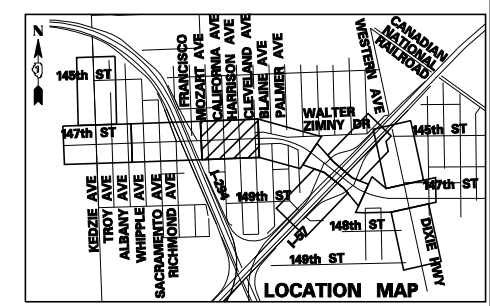 N
FRANCISCO
MOZART AVE
CALIFORNIA AVE
HARRISON AVE
CLEVELAND AVE
BLAINE AVE
PALMER AVE
WESTERN AVE
CANADIAN
NATIONAL
RAILROAD
145th ST
147th ST
WALTER
ZIMNY DR
145th ST
KEDZIE AVE
TROY AVE
ALBANY AVE
WHIPPLE AVE
SACRAMENTO AVE
RICHMOND AVE
I-294
149th ST
147th ST
I-57
148th ST
149th ST
DIXIE HWY
LOCATION MAP